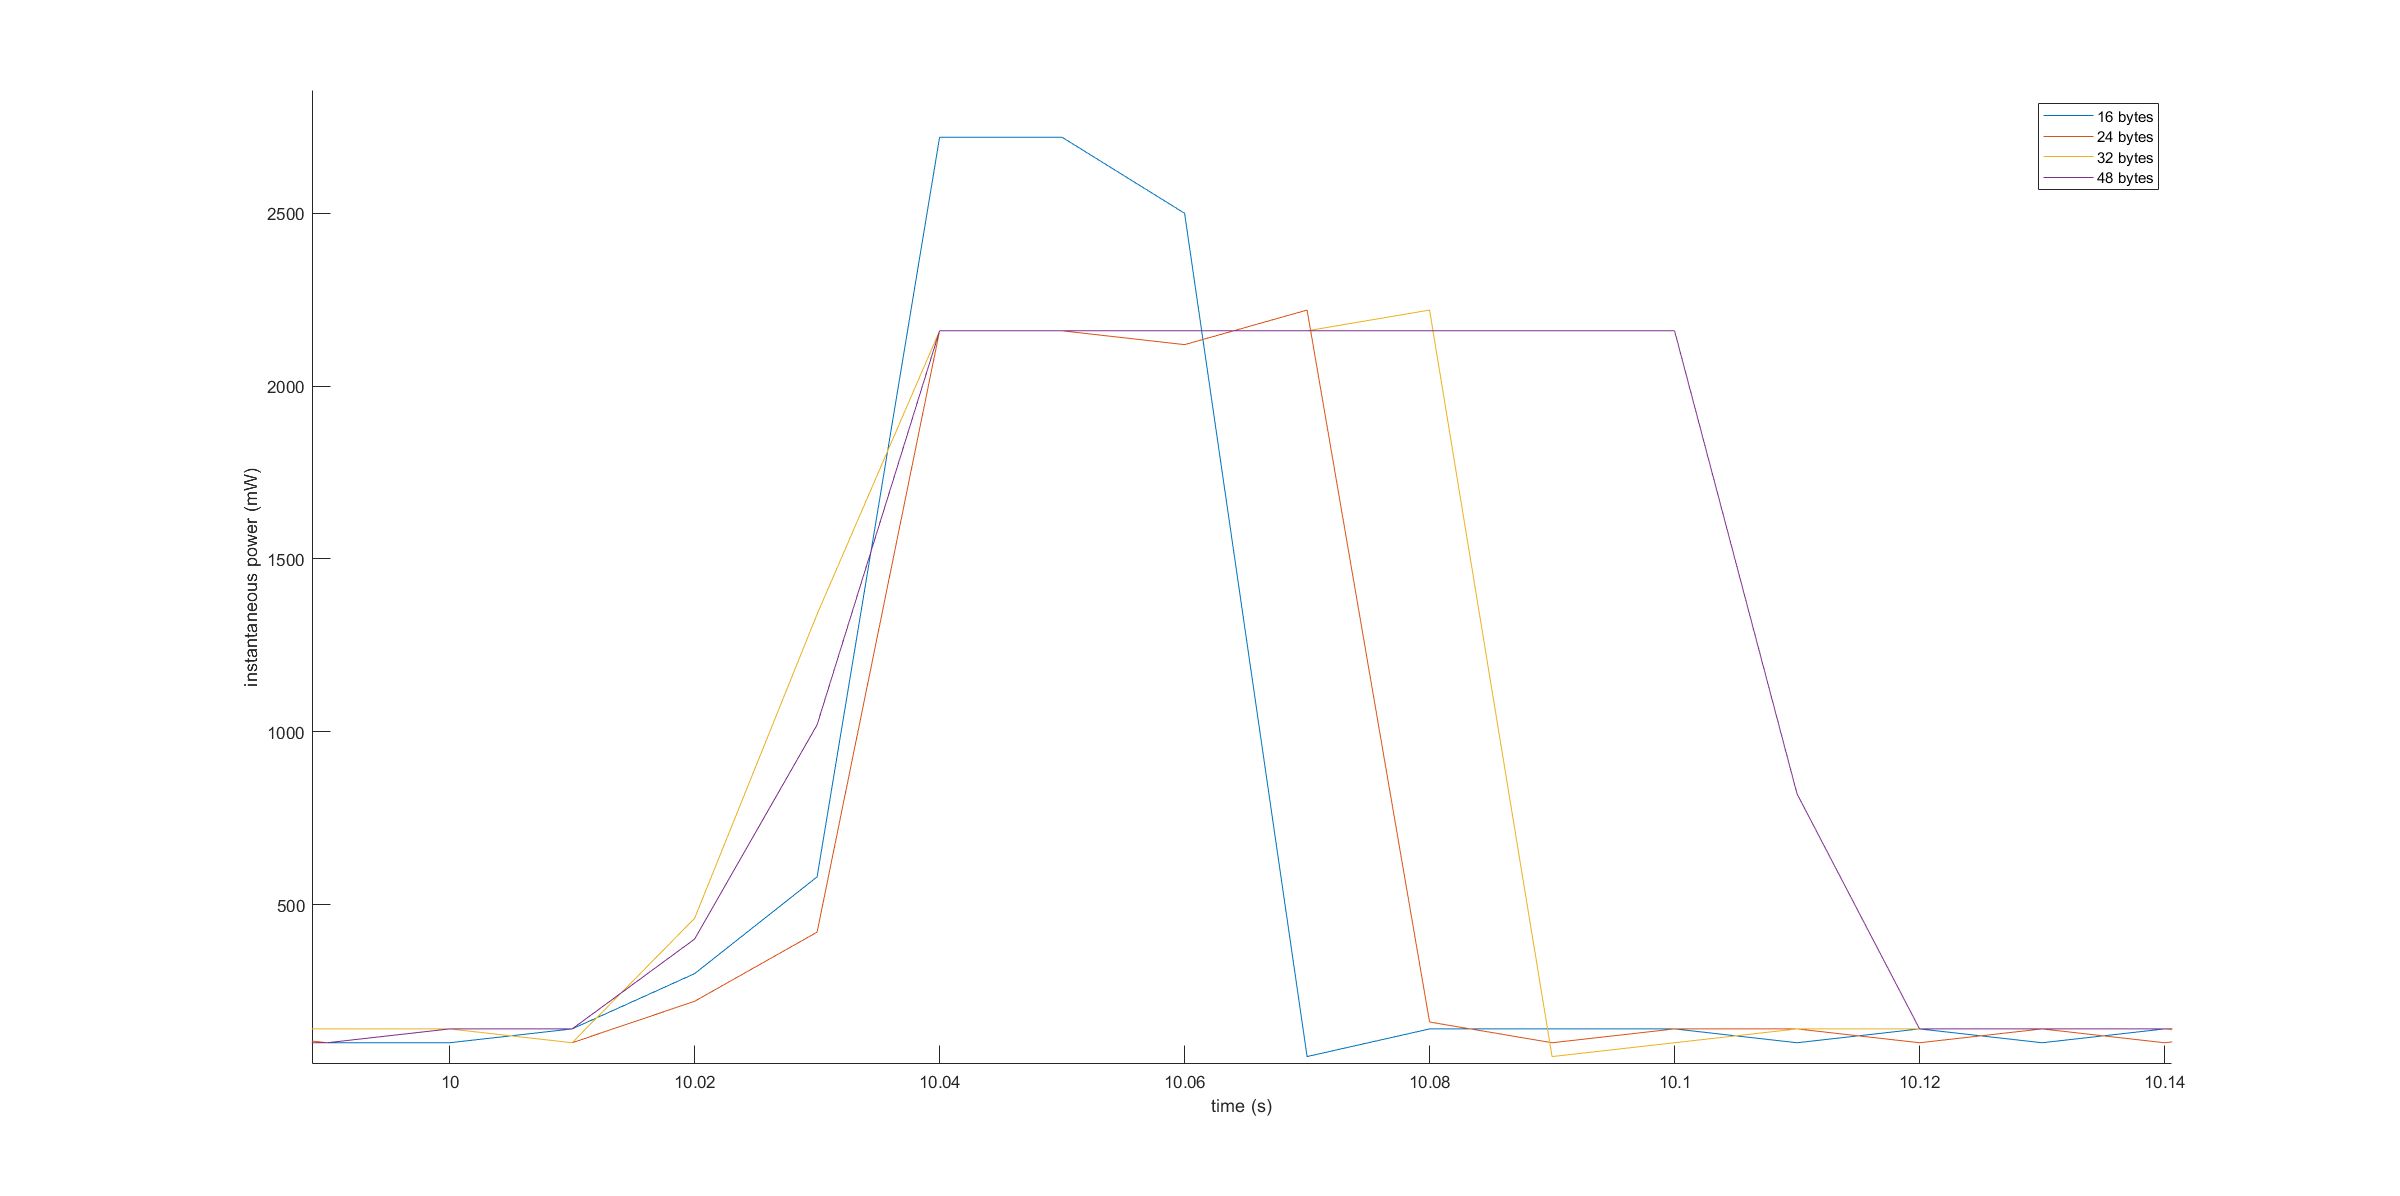 16 bytes
24 bytes
32 bytes
48 bytes
2500
2000
1500
1000
500
instantaneous power (mW)
10 10.02 10.04 10.06 10.08 10.1 10.12 10.14
time (s)